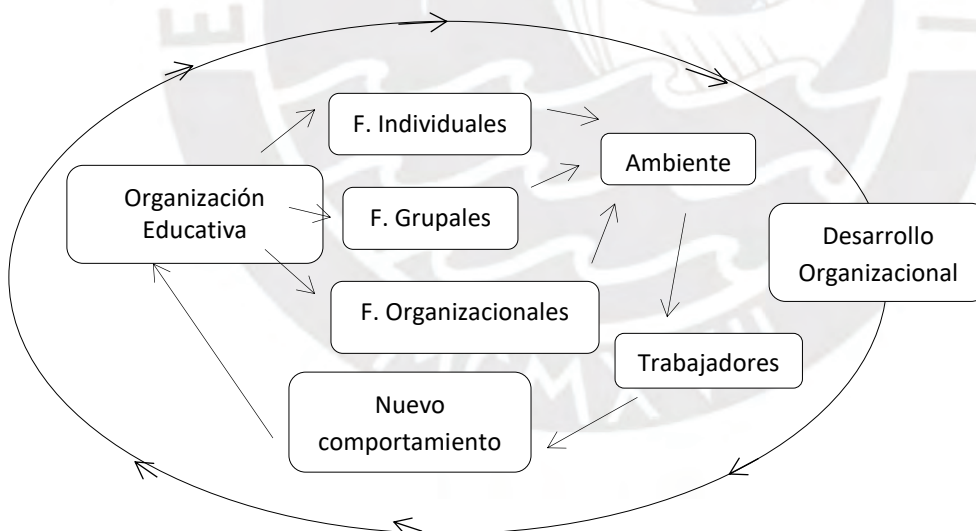 F. Individuales
Ambiente
Organización
Educativa
F. Grupales
Desarrollo
Organizacional
F. Organizacionales
Trabajadores
Nuevo
comportamiento